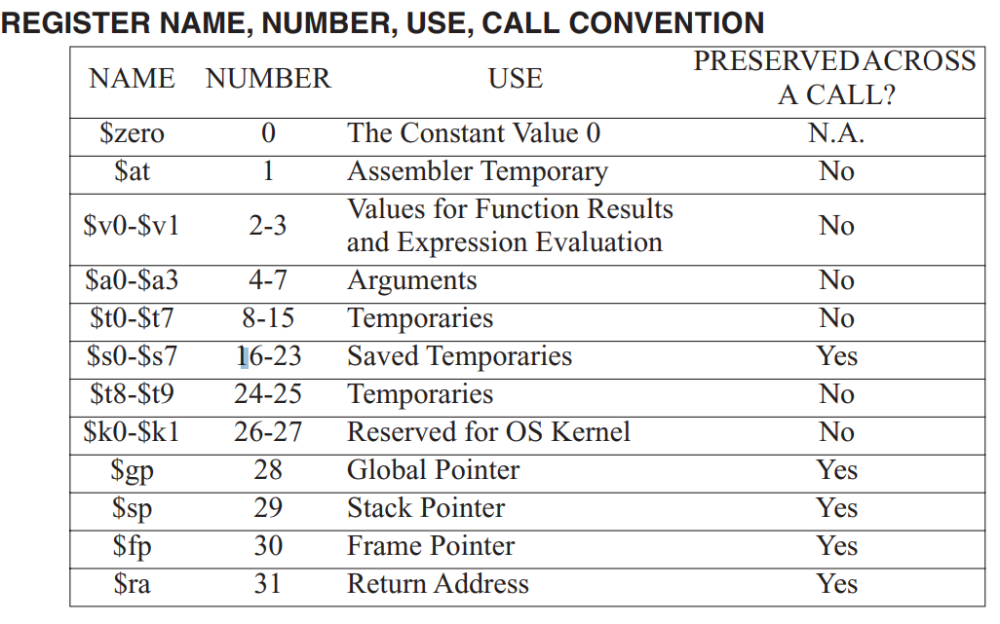 REGISTER NAME, NUMBER, USE, CALL CONVENTION
NAME NUMBER USE PRESERVED ACROSS A CALL?
$zero 0 The Constant Value 0 N.A.
$at 1 Assembler Temporary No
$v0-$v1 2-3 Values for Function Results and Expression Evaluation No
$a0-$a3 4-7 Arguments No
$t0-$t7 8-15 Temporaries No
$s0-$s7 16-23 Saved Temporaries Yes
$t8-$t9 24-25 Temporaries No
$k0-$k1 26-27 Reserved for OS Kernel No
$gp 28 Global Pointer Yes
$sp 29 Stack Pointer Yes
$fp 30 Frame Pointer Yes
$ra 31 Return Address Yes